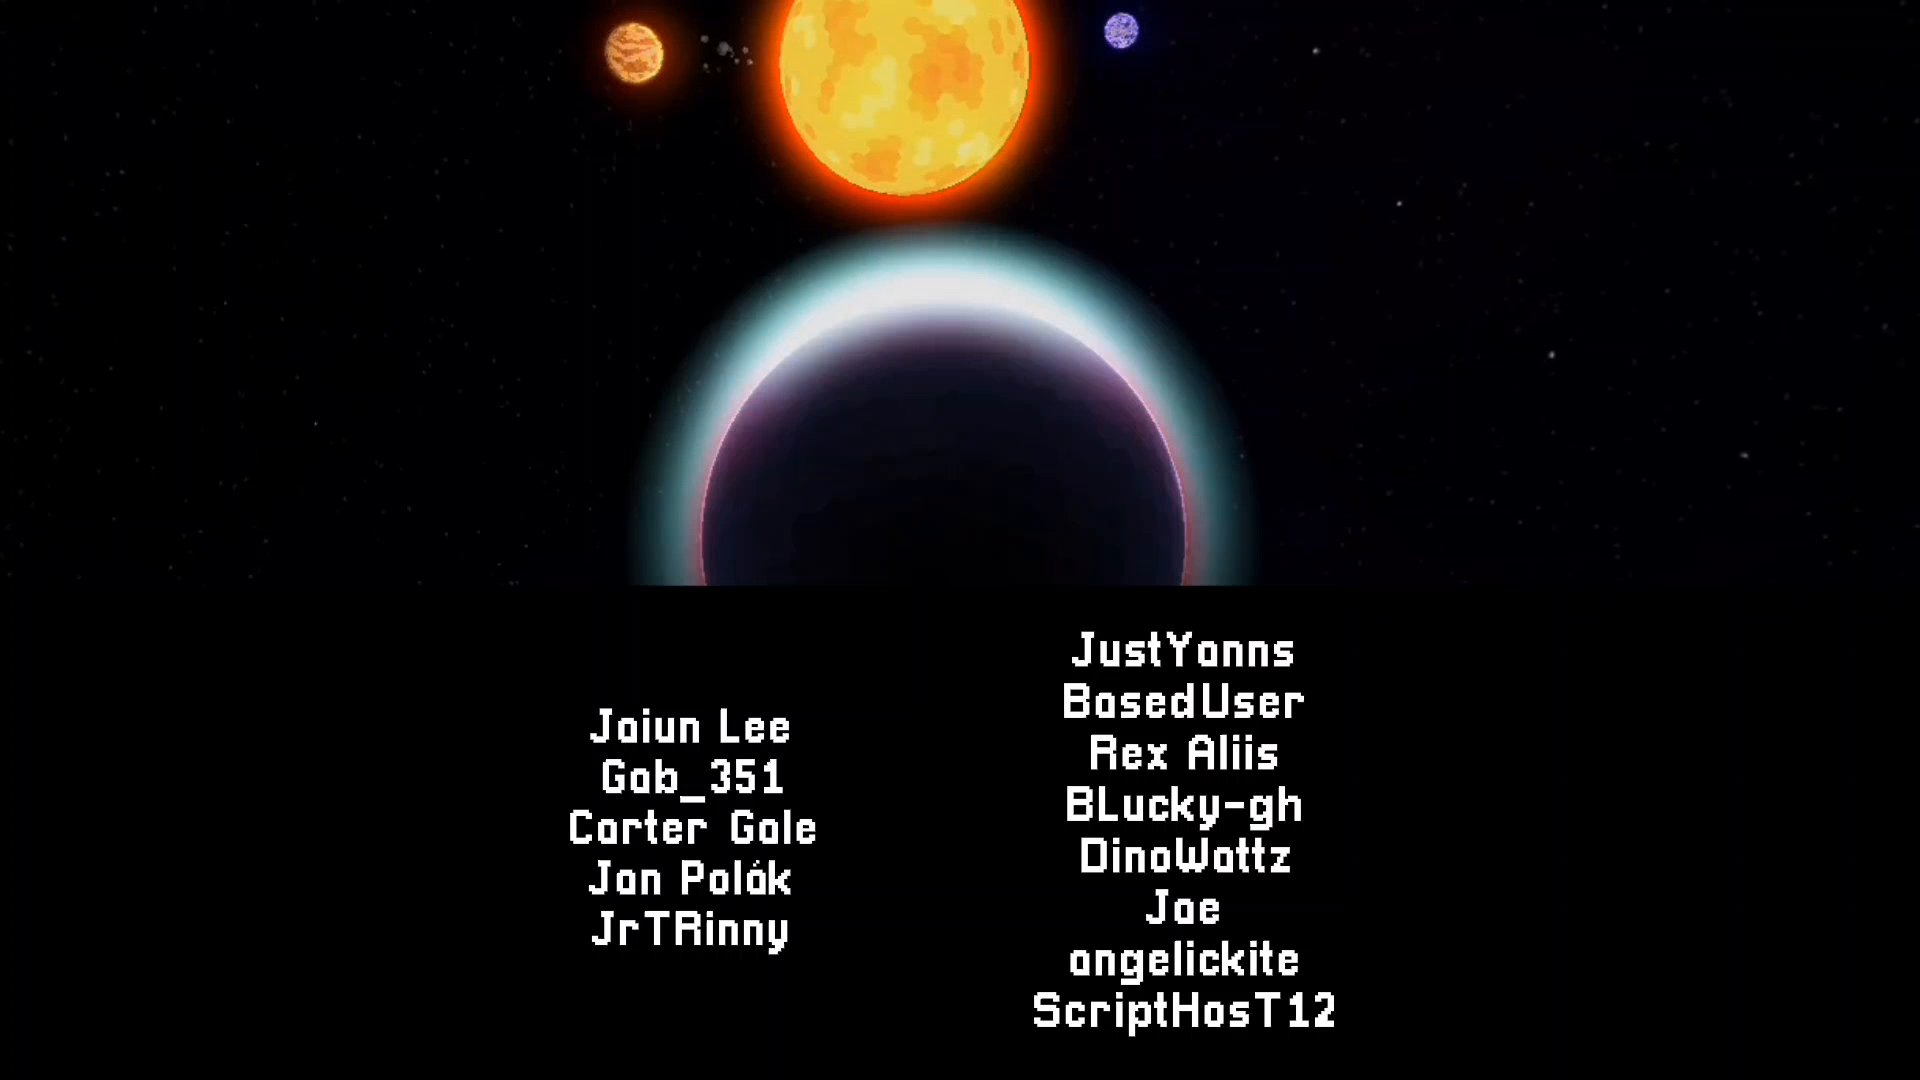 Jaiun Lee
Gab_351
Carter Gale
Jan Polák
JrTRinny
JustYanns
BasedUser
Rex Aliis
BLucky-gh
DinoWattz
Jae
angelickite
ScriptHosT12